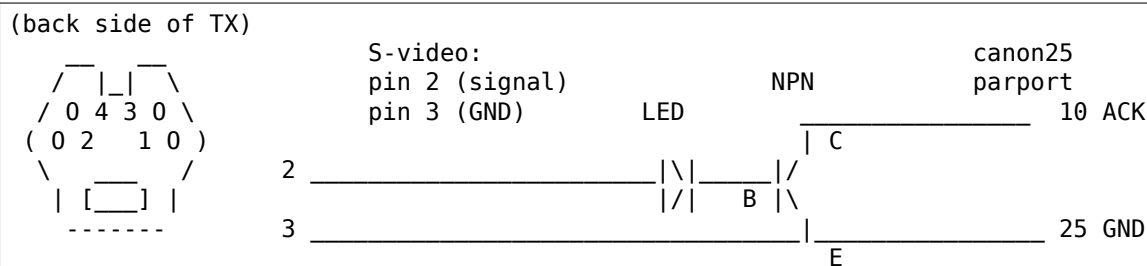 (back side of TX)
S-video: canon25
pin 2 (signal) NPN parport
0 4 3 0 pin 3 (GND) LED 10 ACK
( 0 2 1 0 ) C
2
B
3 25 GND
E